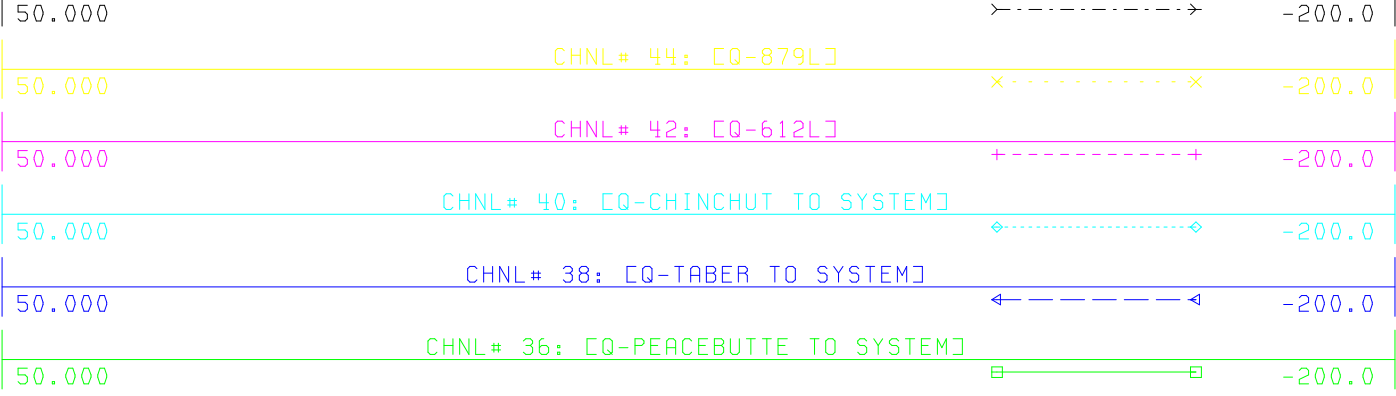 50.000 -200.0
CHNL# 44: [Q-879L]
50.000 -200.0
CHNL# 42: [Q-612L]
50.000 -200.0
CHNL# 40: [Q-CHINCHUT TO SYSTEM]
50.000 -200.0
CHNL# 38: [Q-TABER TO SYSTEM]
50.000 -200.0
CHNL# 36: [Q-PEACEBUTTE TO SYSTEM]
50.000 -200.0